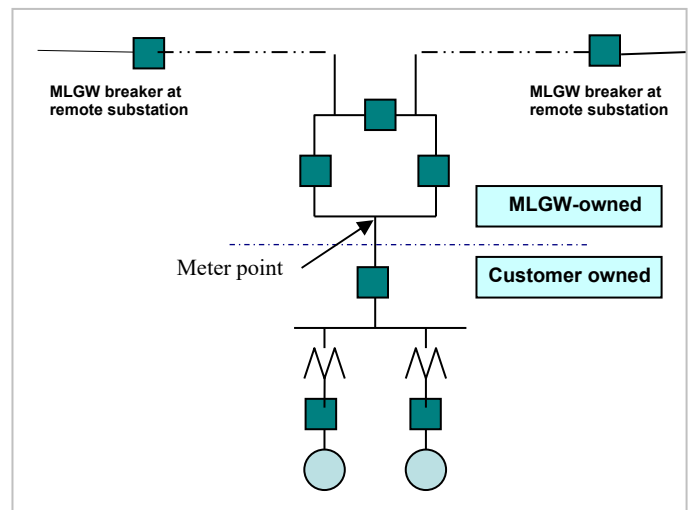 MLGW breaker at
remote substation
MLGW breaker at
remote substation
MLGW-owned
Meter point
Customer owned